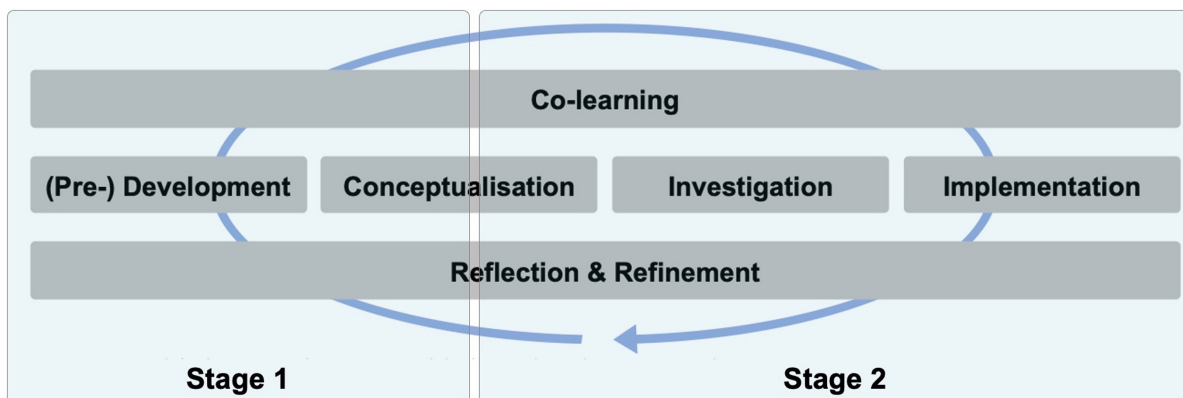 Co-learning
(Pre-) Development
Conceptualisation
Investigation
Implementation
Reflection & Refinement
Stage 1
Stage 2